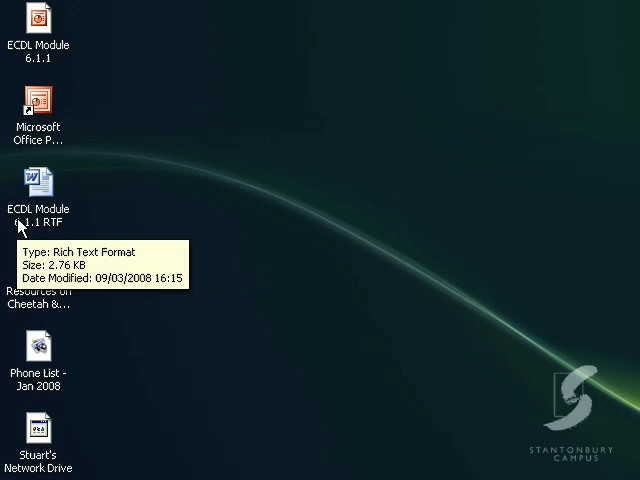 ECDL Module
6.1.1
Microsoft
Office P...
ECDL Module
6.1.1 RTF
Type: Rich Text Format
Size: 2.76 KB
Date Modified: 09/03/2008 16:15
Resources on
Cheetah &...
Phone List -
Jan 2008
Stuart's
Network Drive
STANTONBURY
CAMPUS